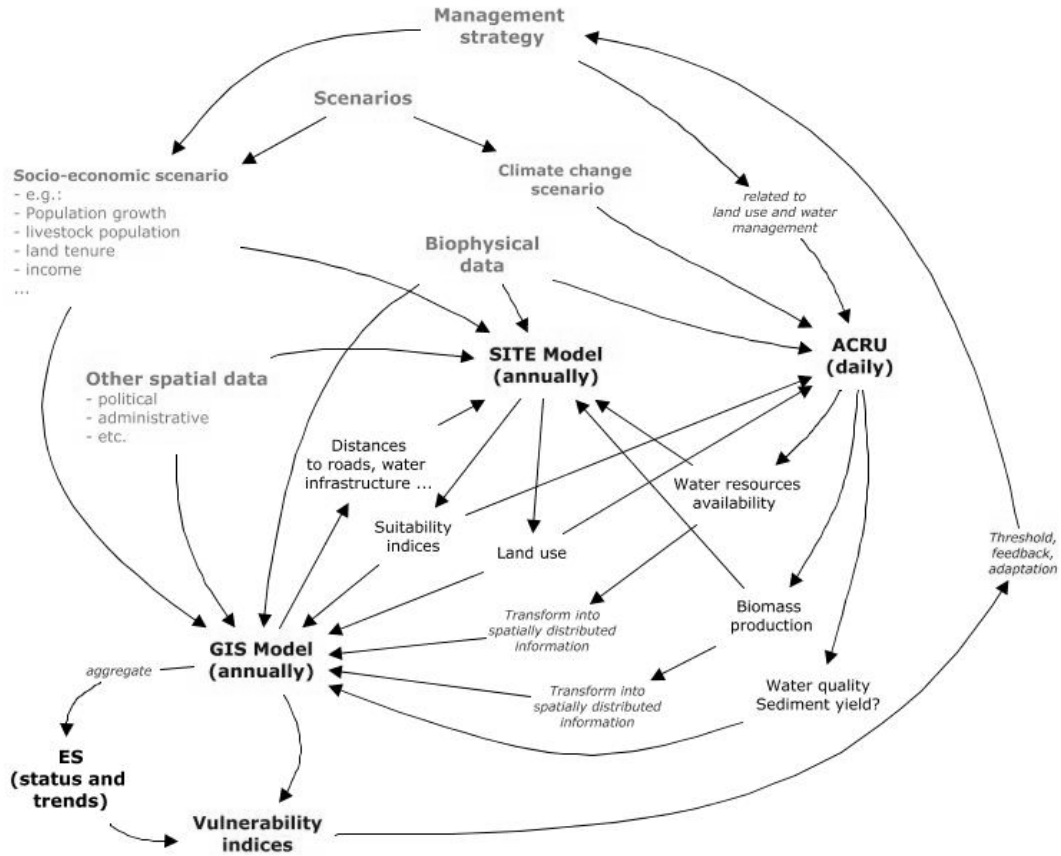 Management
strategy
Scenarios
Socio-economic scenario
- e.g.:
- Population growth
- livestock population
- land tenure
- income
...
Climate change
scenario
related to
land use and water
management
Biophysical
data
SITE Model
(annually)
ACRU
(daily)
Other spatial data
- political
- administrative
- etc.
Distances
to roads, water
infrastructure ...
Water resources
availability
Suitability
indices
Land use
Threshold,
feedback,
adaptation
Transform into
spatially distributed
information
Biomass
production
GIS Model
(annually)
aggregate
Transform into
spatially distributed
information
Water quality
Sediment yield?
ES
(status and
trends)
Vulnerability
indices